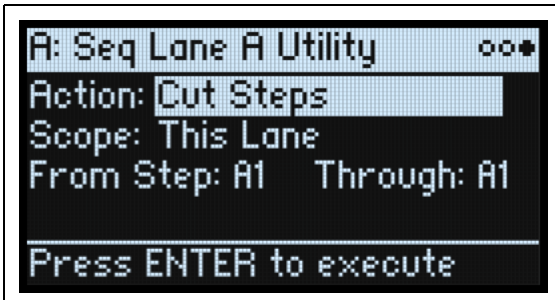 A: Seq Lane A Utility
Action: Cut Steps
Scope: This Lane
From Step: A1 Through: A1
Press ENTER to execute